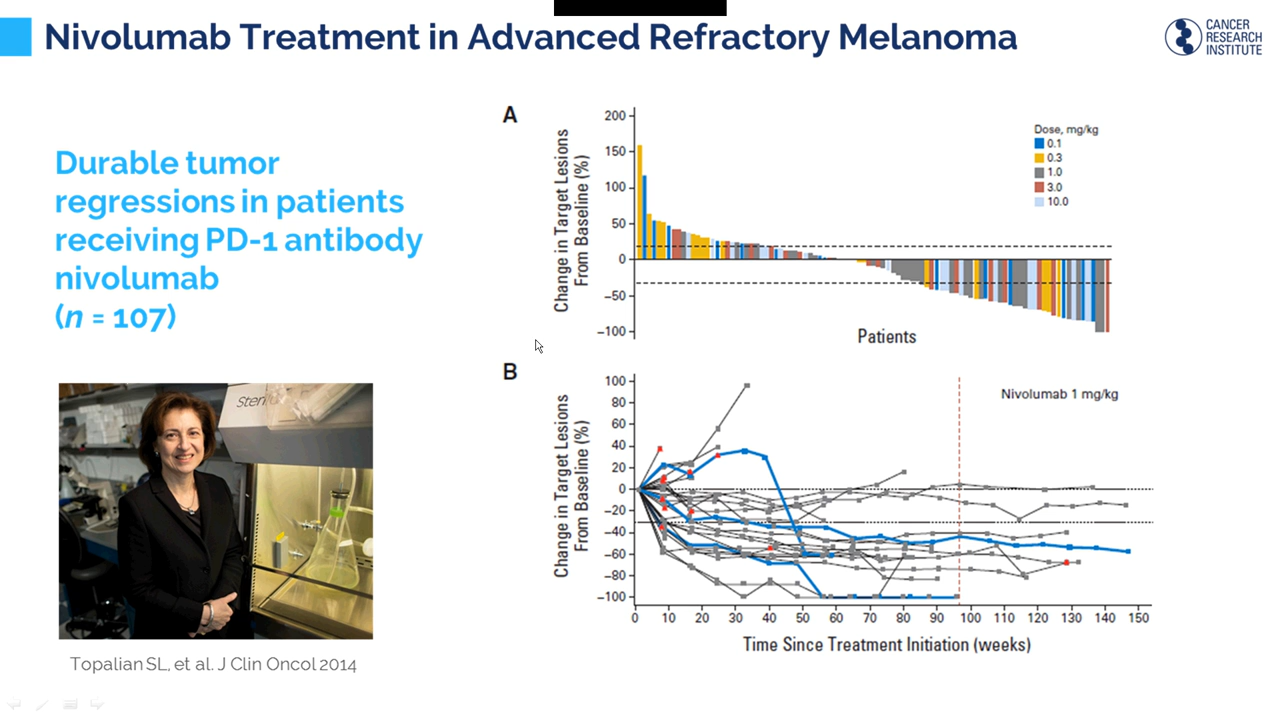 Nivolumab Treatment in Advanced Refractory Melanoma
CANCER
RESEARCH
INSTITUTE
Durable tumor
regressions in patients
receiving PD-1 antibody
nivolumab
(n = 107)
Topalian SL, et al. J Clin Oncol 2014
A
Change in Target Lesions
From Baseline (%)
200
150
100
50
0
−50
−100
Patients
Dose, mg/kg
0.1
0.3
1.0
3.0
10.0
B
Change in Target Lesions
From Baseline (%)
100
80
60
40
20
0
−20
−40
−60
−80
−100
Nivolumab 1 mg/kg
0 10 20 30 40 50 60 70 80 90 100 110 120 130 140 150
Time Since Treatment Initiation (weeks)